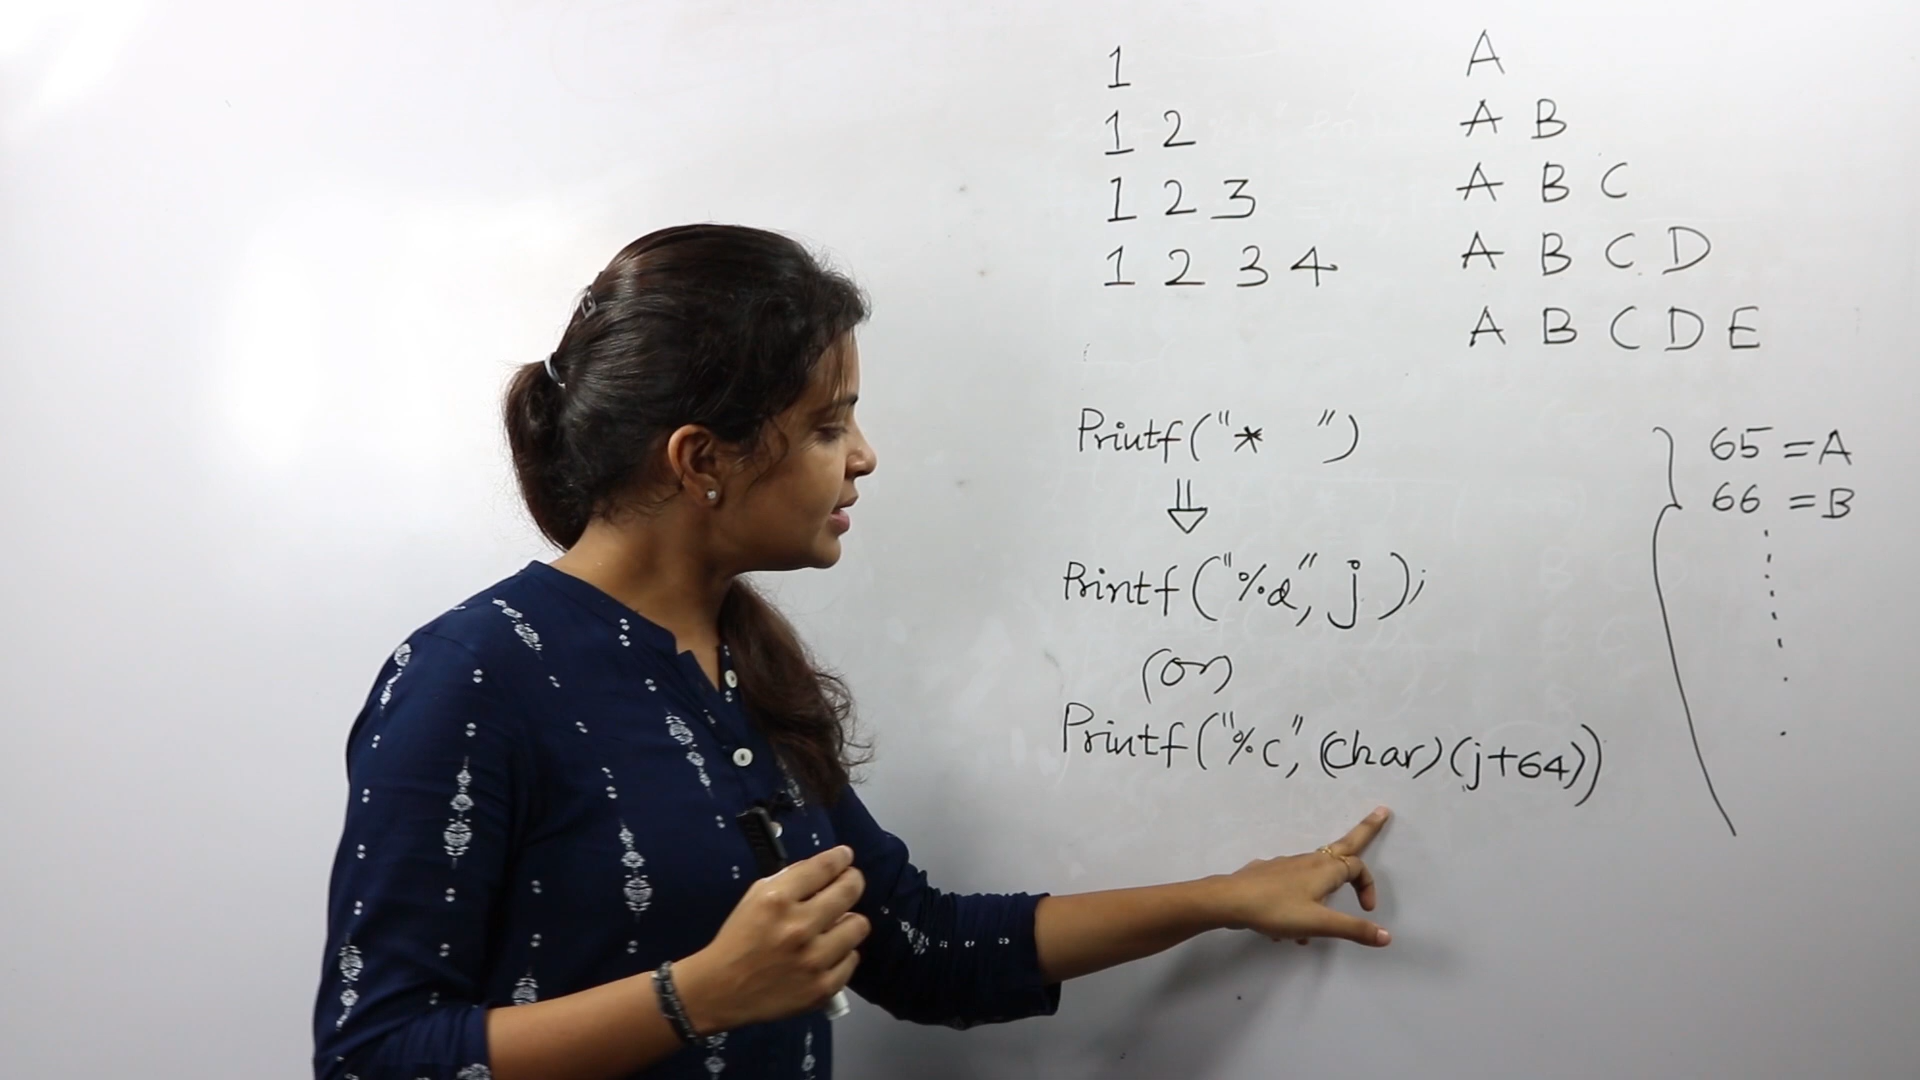 1
1 2
1 2 3
1 2 3 4
A
A B
A B C
A B C D
A B C D E
Printf("* ")
⇓
Printf("%d", j);
(or)
Printf("%c", (char)(j+64))
65 = A
66 = B